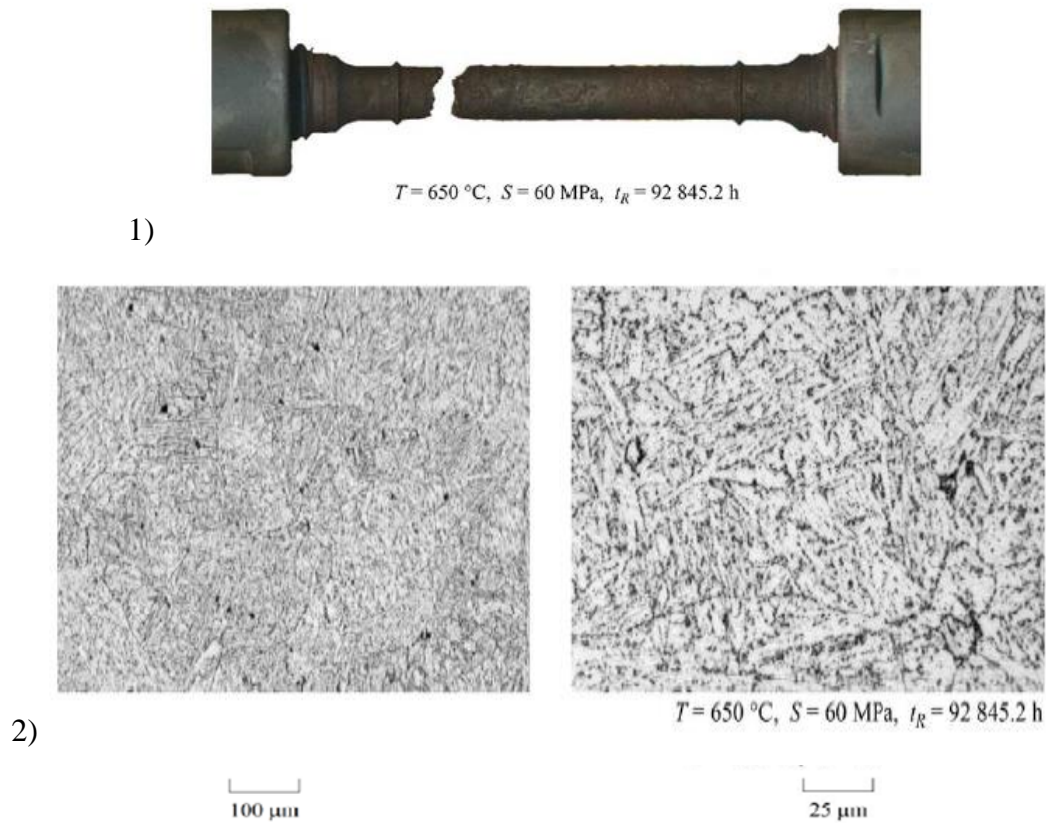 T = 650 °C, S = 60 MPa, t_R = 92 845.2 h
1)
T = 650 °C, S = 60 MPa, t_R = 92 845.2 h
2)
100 µm
25 µm